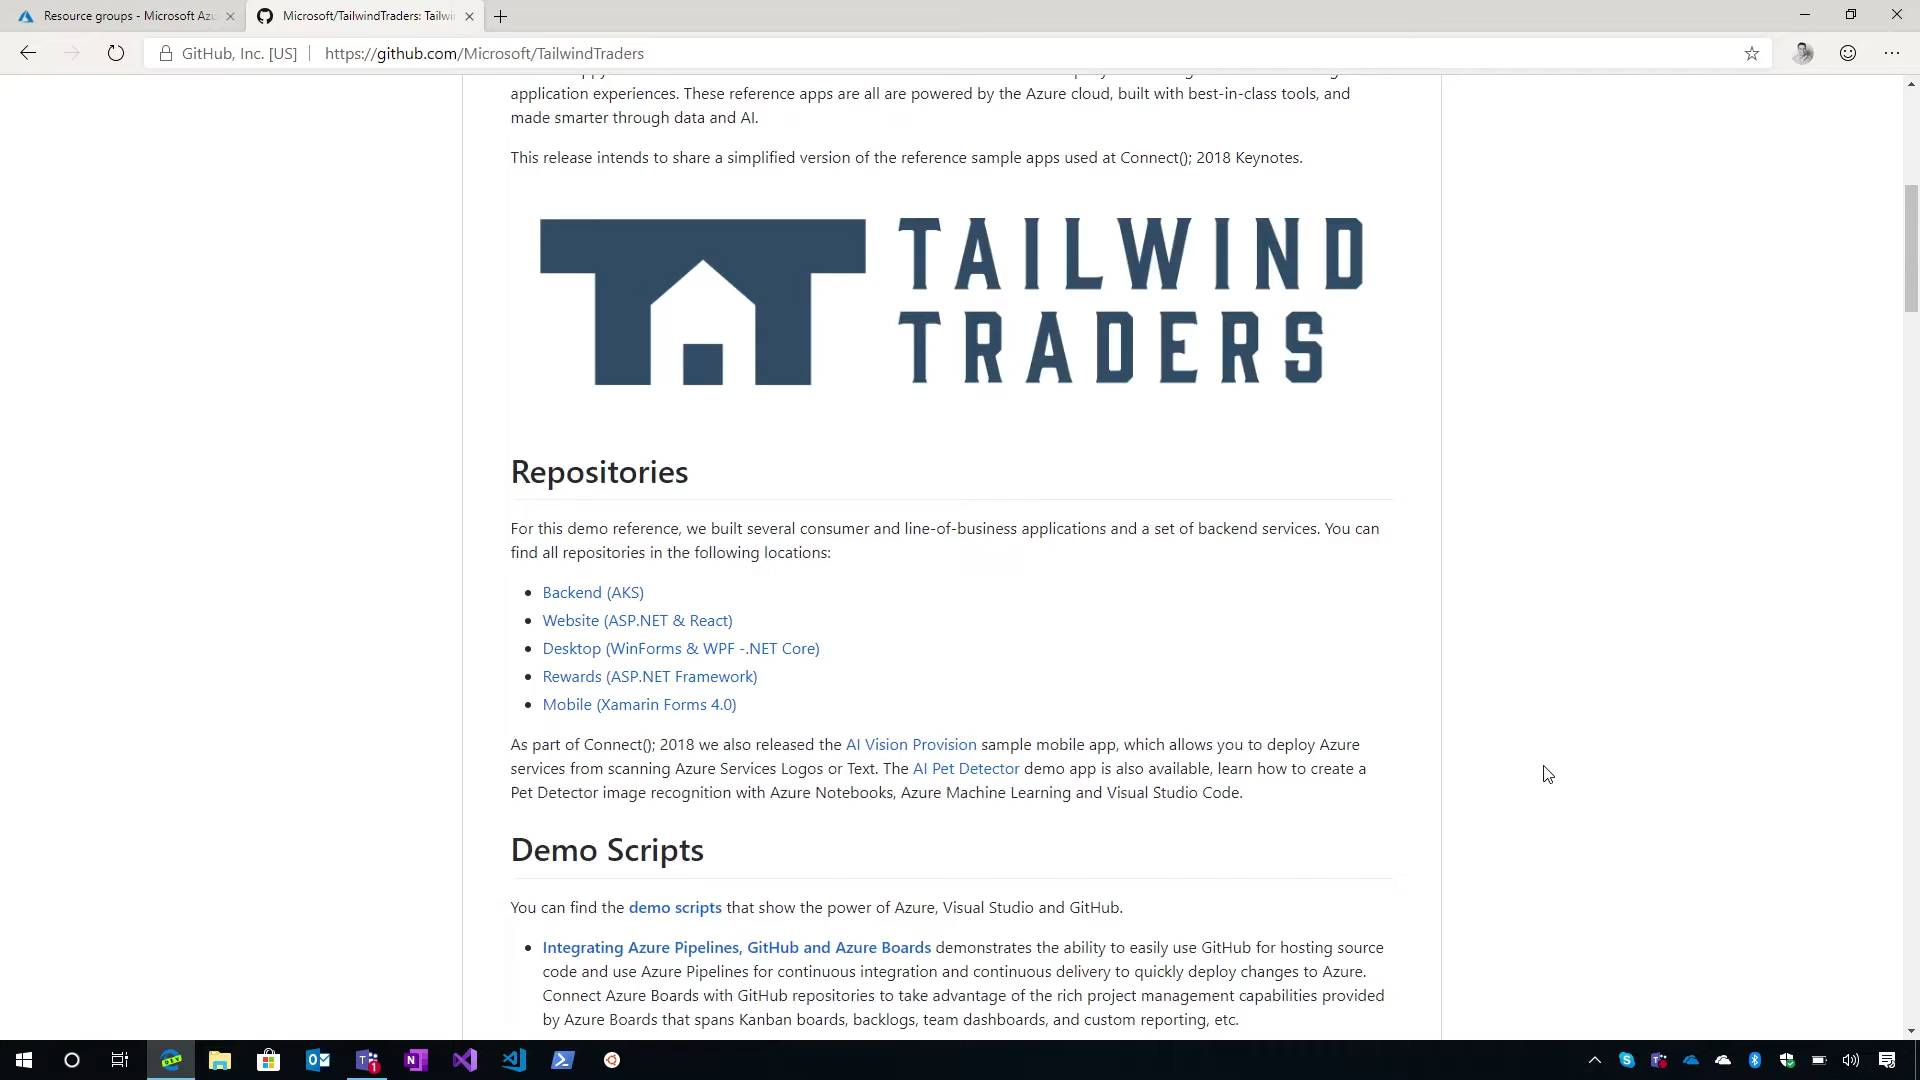 Resource groups - Microsoft Azu
Microsoft/TailwindTraders: Tailwi
GitHub, Inc. [US]
https://github.com/Microsoft/TailwindTraders
application experiences. These reference apps are all are powered by the Azure cloud, built with best-in-class tools, and
made smarter through data and AI.
This release intends to share a simplified version of the reference sample apps used at Connect(); 2018 Keynotes.
TAILWIND
TRADERS
Repositories
For this demo reference, we built several consumer and line-of-business applications and a set of backend services. You can
find all repositories in the following locations:
Backend (AKS)
Website (ASP.NET & React)
Desktop (WinForms & WPF -.NET Core)
Rewards (ASP.NET Framework)
Mobile (Xamarin Forms 4.0)
As part of Connect(); 2018 we also released the AI Vision Provision sample mobile app, which allows you to deploy Azure
services from scanning Azure Services Logos or Text. The AI Pet Detector demo app is also available, learn how to create a
Pet Detector image recognition with Azure Notebooks, Azure Machine Learning and Visual Studio Code.
Demo Scripts
You can find the demo scripts that show the power of Azure, Visual Studio and GitHub.
Integrating Azure Pipelines, GitHub and Azure Boards demonstrates the ability to easily use GitHub for hosting source
code and use Azure Pipelines for continuous integration and continuous delivery to quickly deploy changes to Azure.
Connect Azure Boards with GitHub repositories to take advantage of the rich project management capabilities provided
by Azure Boards that spans Kanban boards, backlogs, team dashboards, and custom reporting, etc.